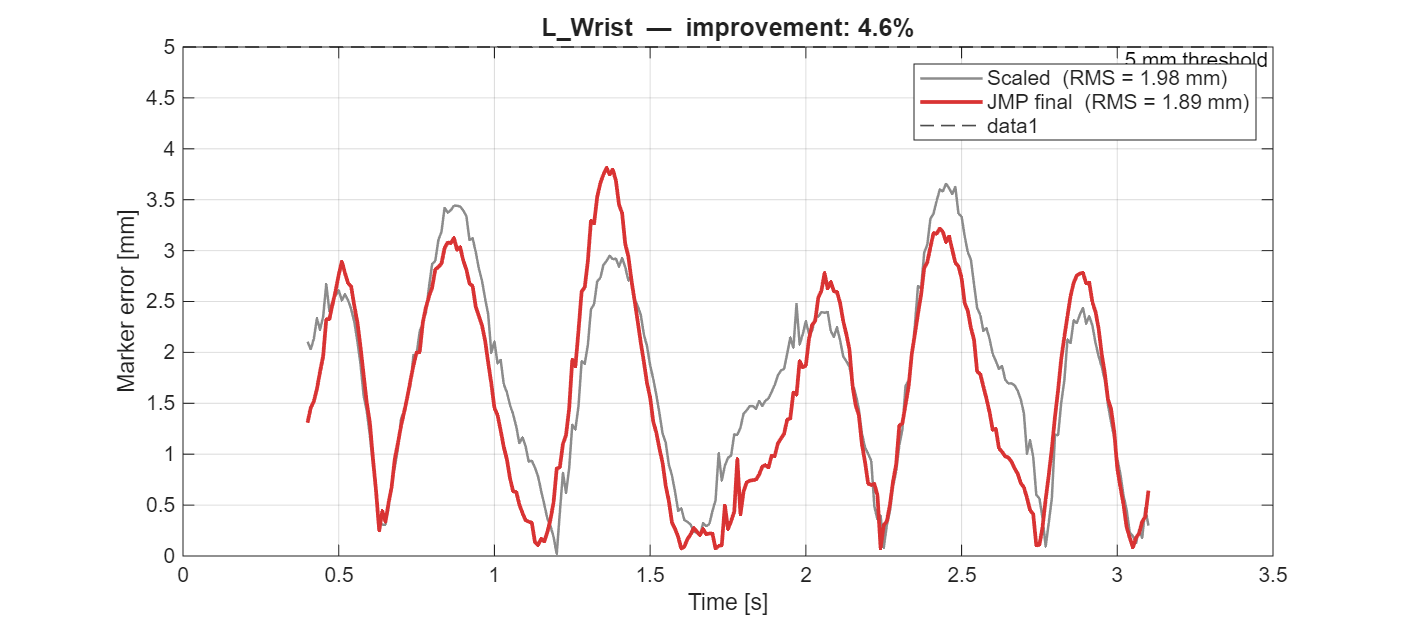 L_Wrist — improvement: 4.6%
5 mm threshold
Scaled (RMS = 1.98 mm)
JMP final (RMS = 1.89 mm)
data1
Marker error [mm]
5
4.5
4
3.5
3
2.5
2
1.5
1
0.5
0
0 0.5 1 1.5 2 2.5 3 3.5
Time [s]